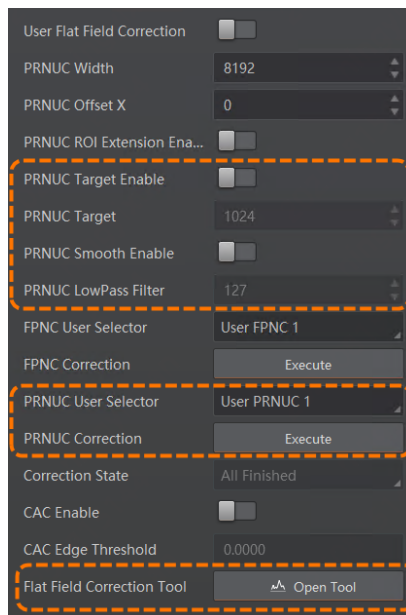 User Flat Field Correction
PRNUC Width 8192
PRNUC Offset X 0
PRNUC ROI Extension Ena...
PRNUC Target Enable
PRNUC Target 1024
PRNUC Smooth Enable
PRNUC LowPass Filter 127
FPNC User Selector User FPNC 1
FPNC Correction Execute
PRNUC User Selector User PRNUC 1
PRNUC Correction Execute
Correction State All Finished
CAC Enable
CAC Edge Threshold 0.0000
Flat Field Correction Tool Open Tool